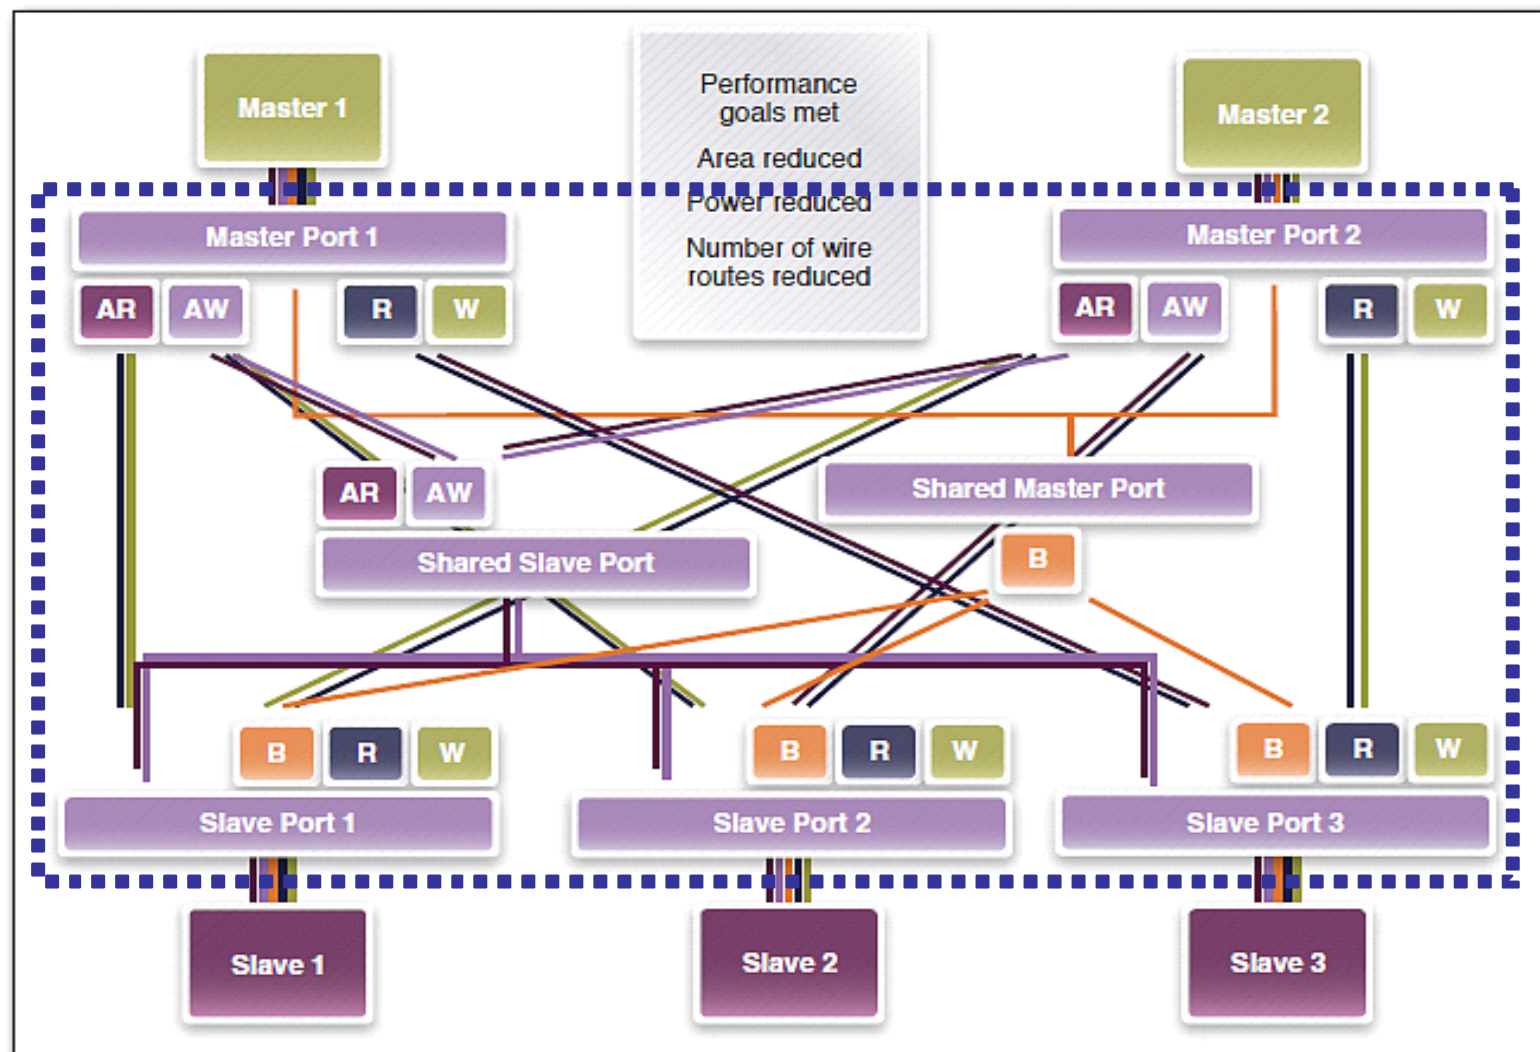 Master 1
Performance
goals met
Area reduced
Power reduced
Number of wire
routes reduced
Master 2
Master Port 1
Master Port 2
AR AW R W
AR AW R W
AR AW
Shared Master Port
Shared Slave Port
B
B R W
B R W
B R W
Slave Port 1
Slave Port 2
Slave Port 3
Slave 1
Slave 2
Slave 3